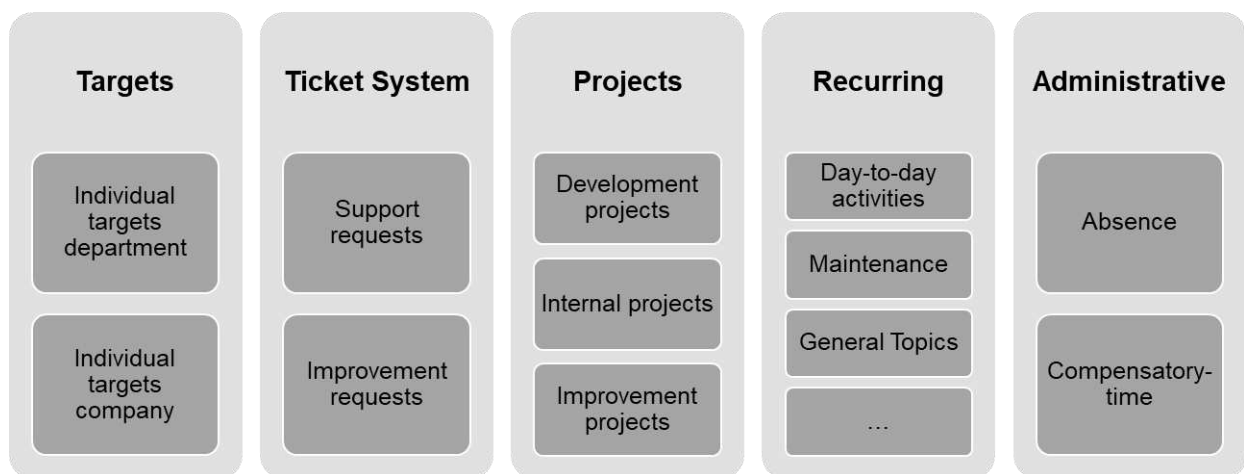 Targets
Individual
targets
department
Individual
targets
company
Ticket System
Support
requests
Improvement
requests
Projects
Development
projects
Internal projects
Improvement
projects
Recurring
Day-to-day
activities
Maintenance
General Topics
…
Administrative
Absence
Compensatory-
time